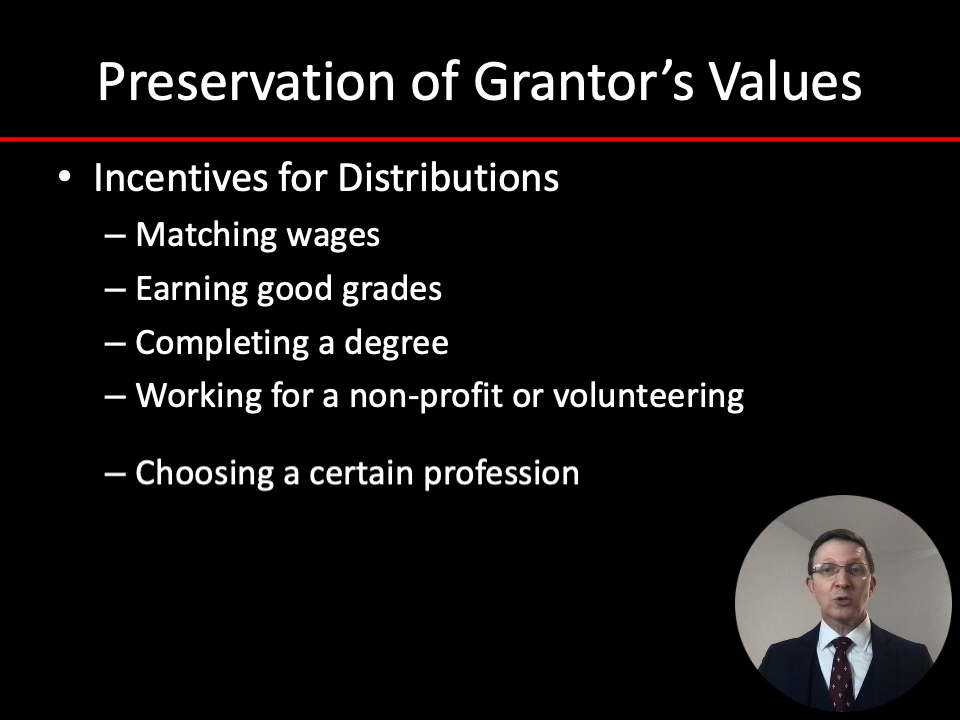 Preservation of Grantor’s Values
• Incentives for Distributions
– Matching wages
– Earning good grades
– Completing a degree
– Working for a non-profit or volunteering
– Choosing a certain profession